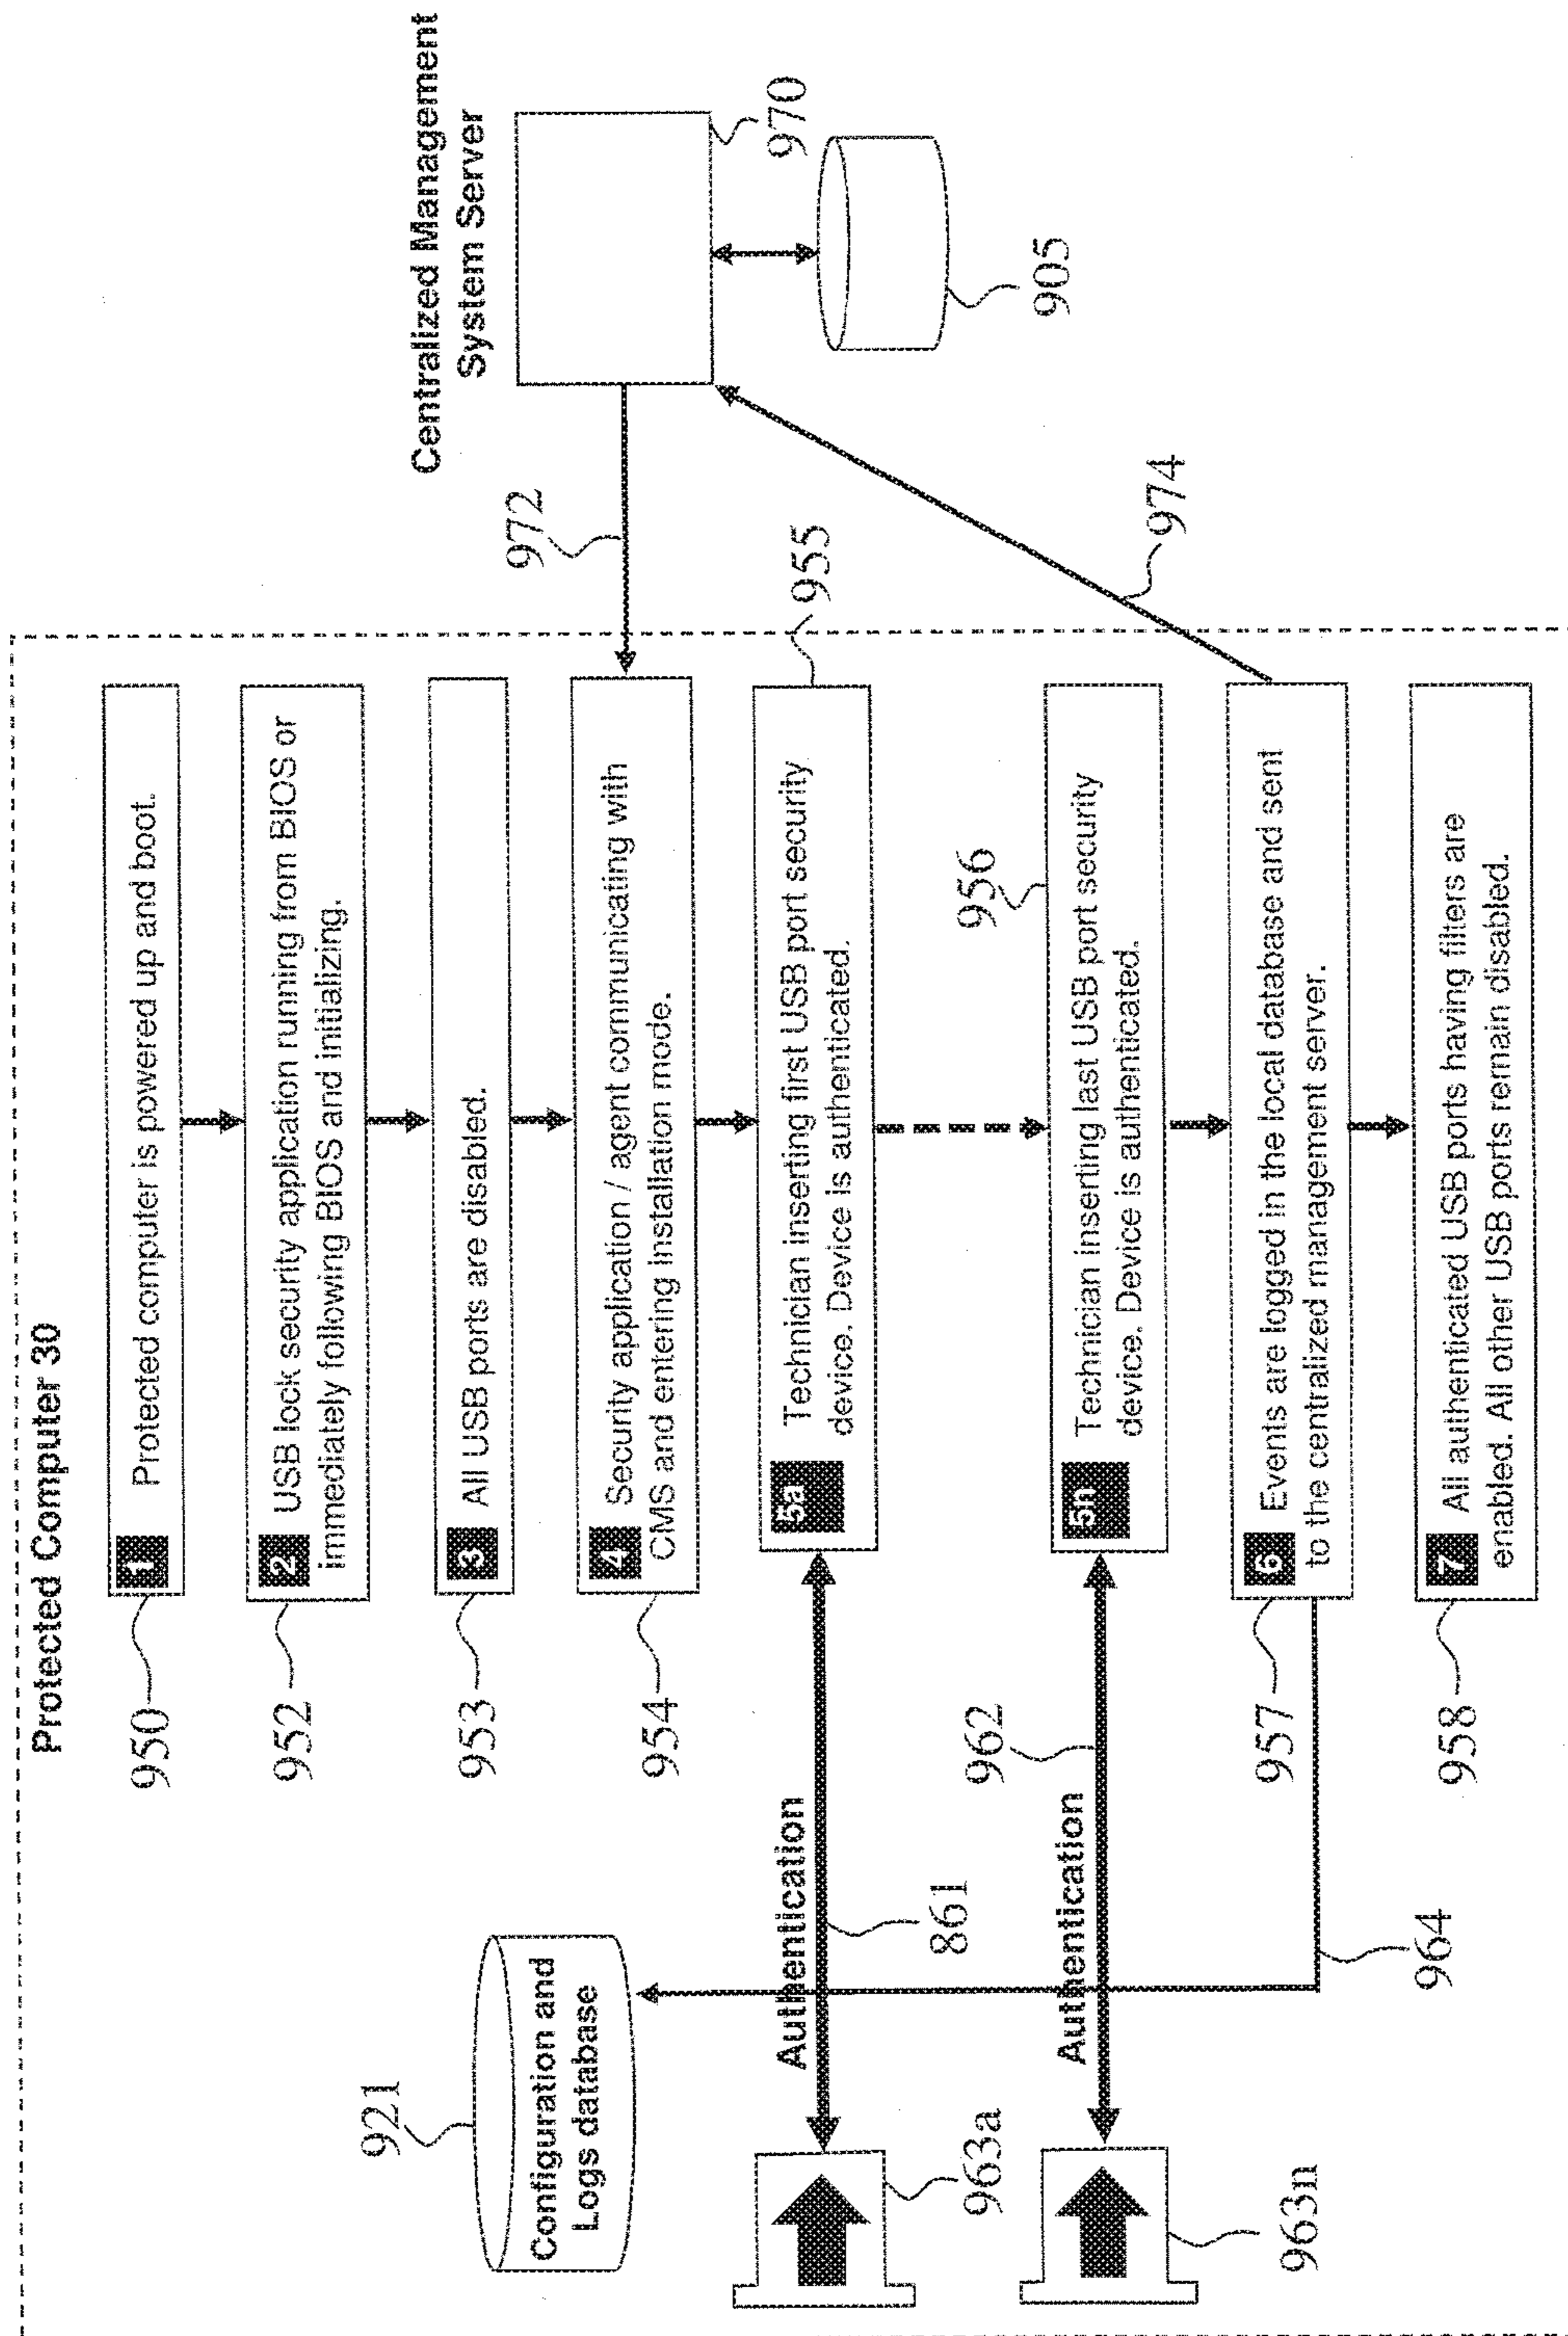 Protected Computer 30
Centralized Management
System Server
970
905
972
974
950
1 Protected computer is powered up and boot.
952
2 USB lock security application running from BIOS or
immediately following BIOS and initializing.
953
3 All USB ports are disabled.
954
4 Security application / agent communicating with
CMS and entering Installation mode.
955
5a Technician inserting first USB port security
device. Device is authenticated.
956
5n Technician inserting last USB port security
device. Device is authenticated.
957
6 Events are logged in the local database and sent
to the centralized management server.
958
7 All authenticated USB ports having filters are
enabled. All other USB ports remain disabled.
921
Configuration and
Logs database
Authentication
861
963a
Authentication
962
963n
964